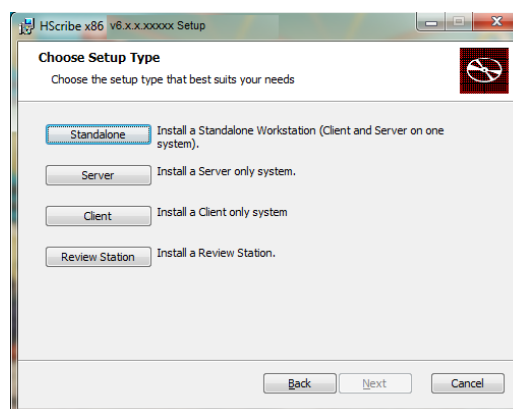 HScribe x86 v6.x.x.xxxxx Setup
Choose Setup Type
Choose the setup type that best suits your needs
Standalone Install a Standalone Workstation (Client and Server on one
system).
Server Install a Server only system.
Client Install a Client only system
Review Station Install a Review Station.
Back Next Cancel